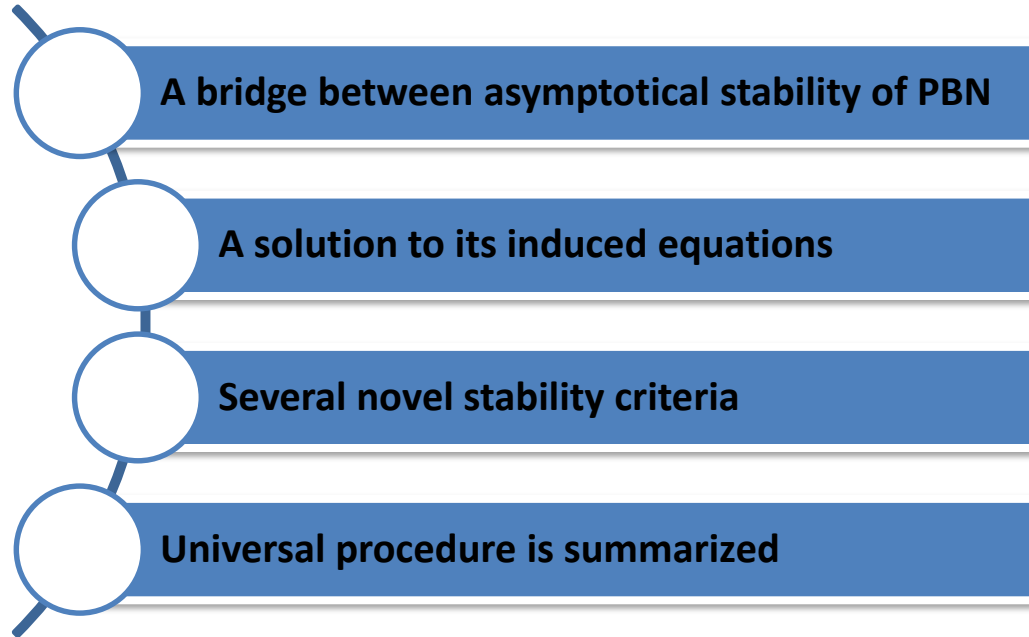 A bridge between asymptotical stability of PBN
A solution to its induced equations
Several novel stability criteria
Universal procedure is summarized